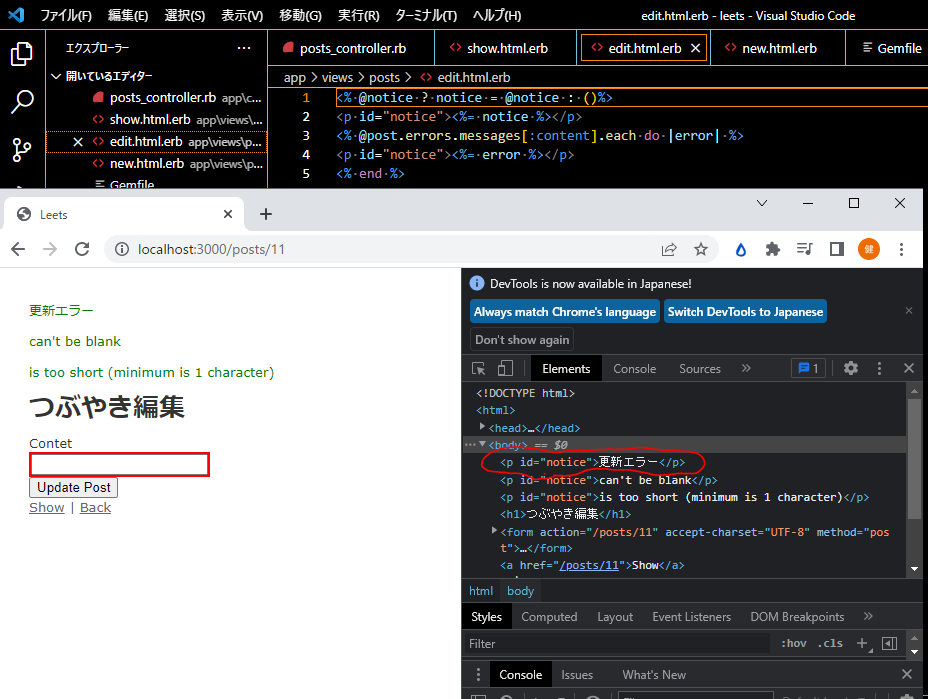 ファイル(F) 編集(E) 選択(S) 表示(V) 移動(G) 実行(R) ターミナル(T) ヘルプ(H) edit.html.erb - leets - Visual Studio Code
エクスプローラー ···
posts_controller.rb <> show.html.erb <> edit.html.erb × <> new.html.erb Gemfile
開いているエディター
posts_controller.rb app\c...
<> show.html.erb app\views\...
× <> edit.html.erb app\views\p...
<> new.html.erb app\views\p...
Gemfile
app > views > posts > <> edit.html.erb
1 <% @notice ? notice = @notice : ()%>
2 <p id="notice"><%= notice %></p>
3 <% @post.errors.messages[:content].each do |error| %>
4 <p id="notice"><%= error %></p>
5 <% end %>
Leets
localhost:3000/posts/11
健
更新エラー
can't be blank
is too short (minimum is 1 character)
つぶやき編集
Contet
Update Post
Show | Back
DevTools is now available in Japanese!
Always match Chrome's language Switch DevTools to Japanese
Don't show again
Elements Console Sources » 1
<!DOCTYPE html>
<html>
<head>…</head>
<body> == $0
<p id="notice">更新エラー</p>
<p id="notice">can't be blank</p>
<p id="notice">is too short (minimum is 1 character)</p>
<h1>つぶやき編集</h1>
<form action="/posts/11" accept-charset="UTF-8" method="pos
t">…</form>
<a href="/posts/11">Show</a>
html body
Styles Computed Layout Event Listeners DOM Breakpoints »
Filter :hov .cls +
Console Issues What's New